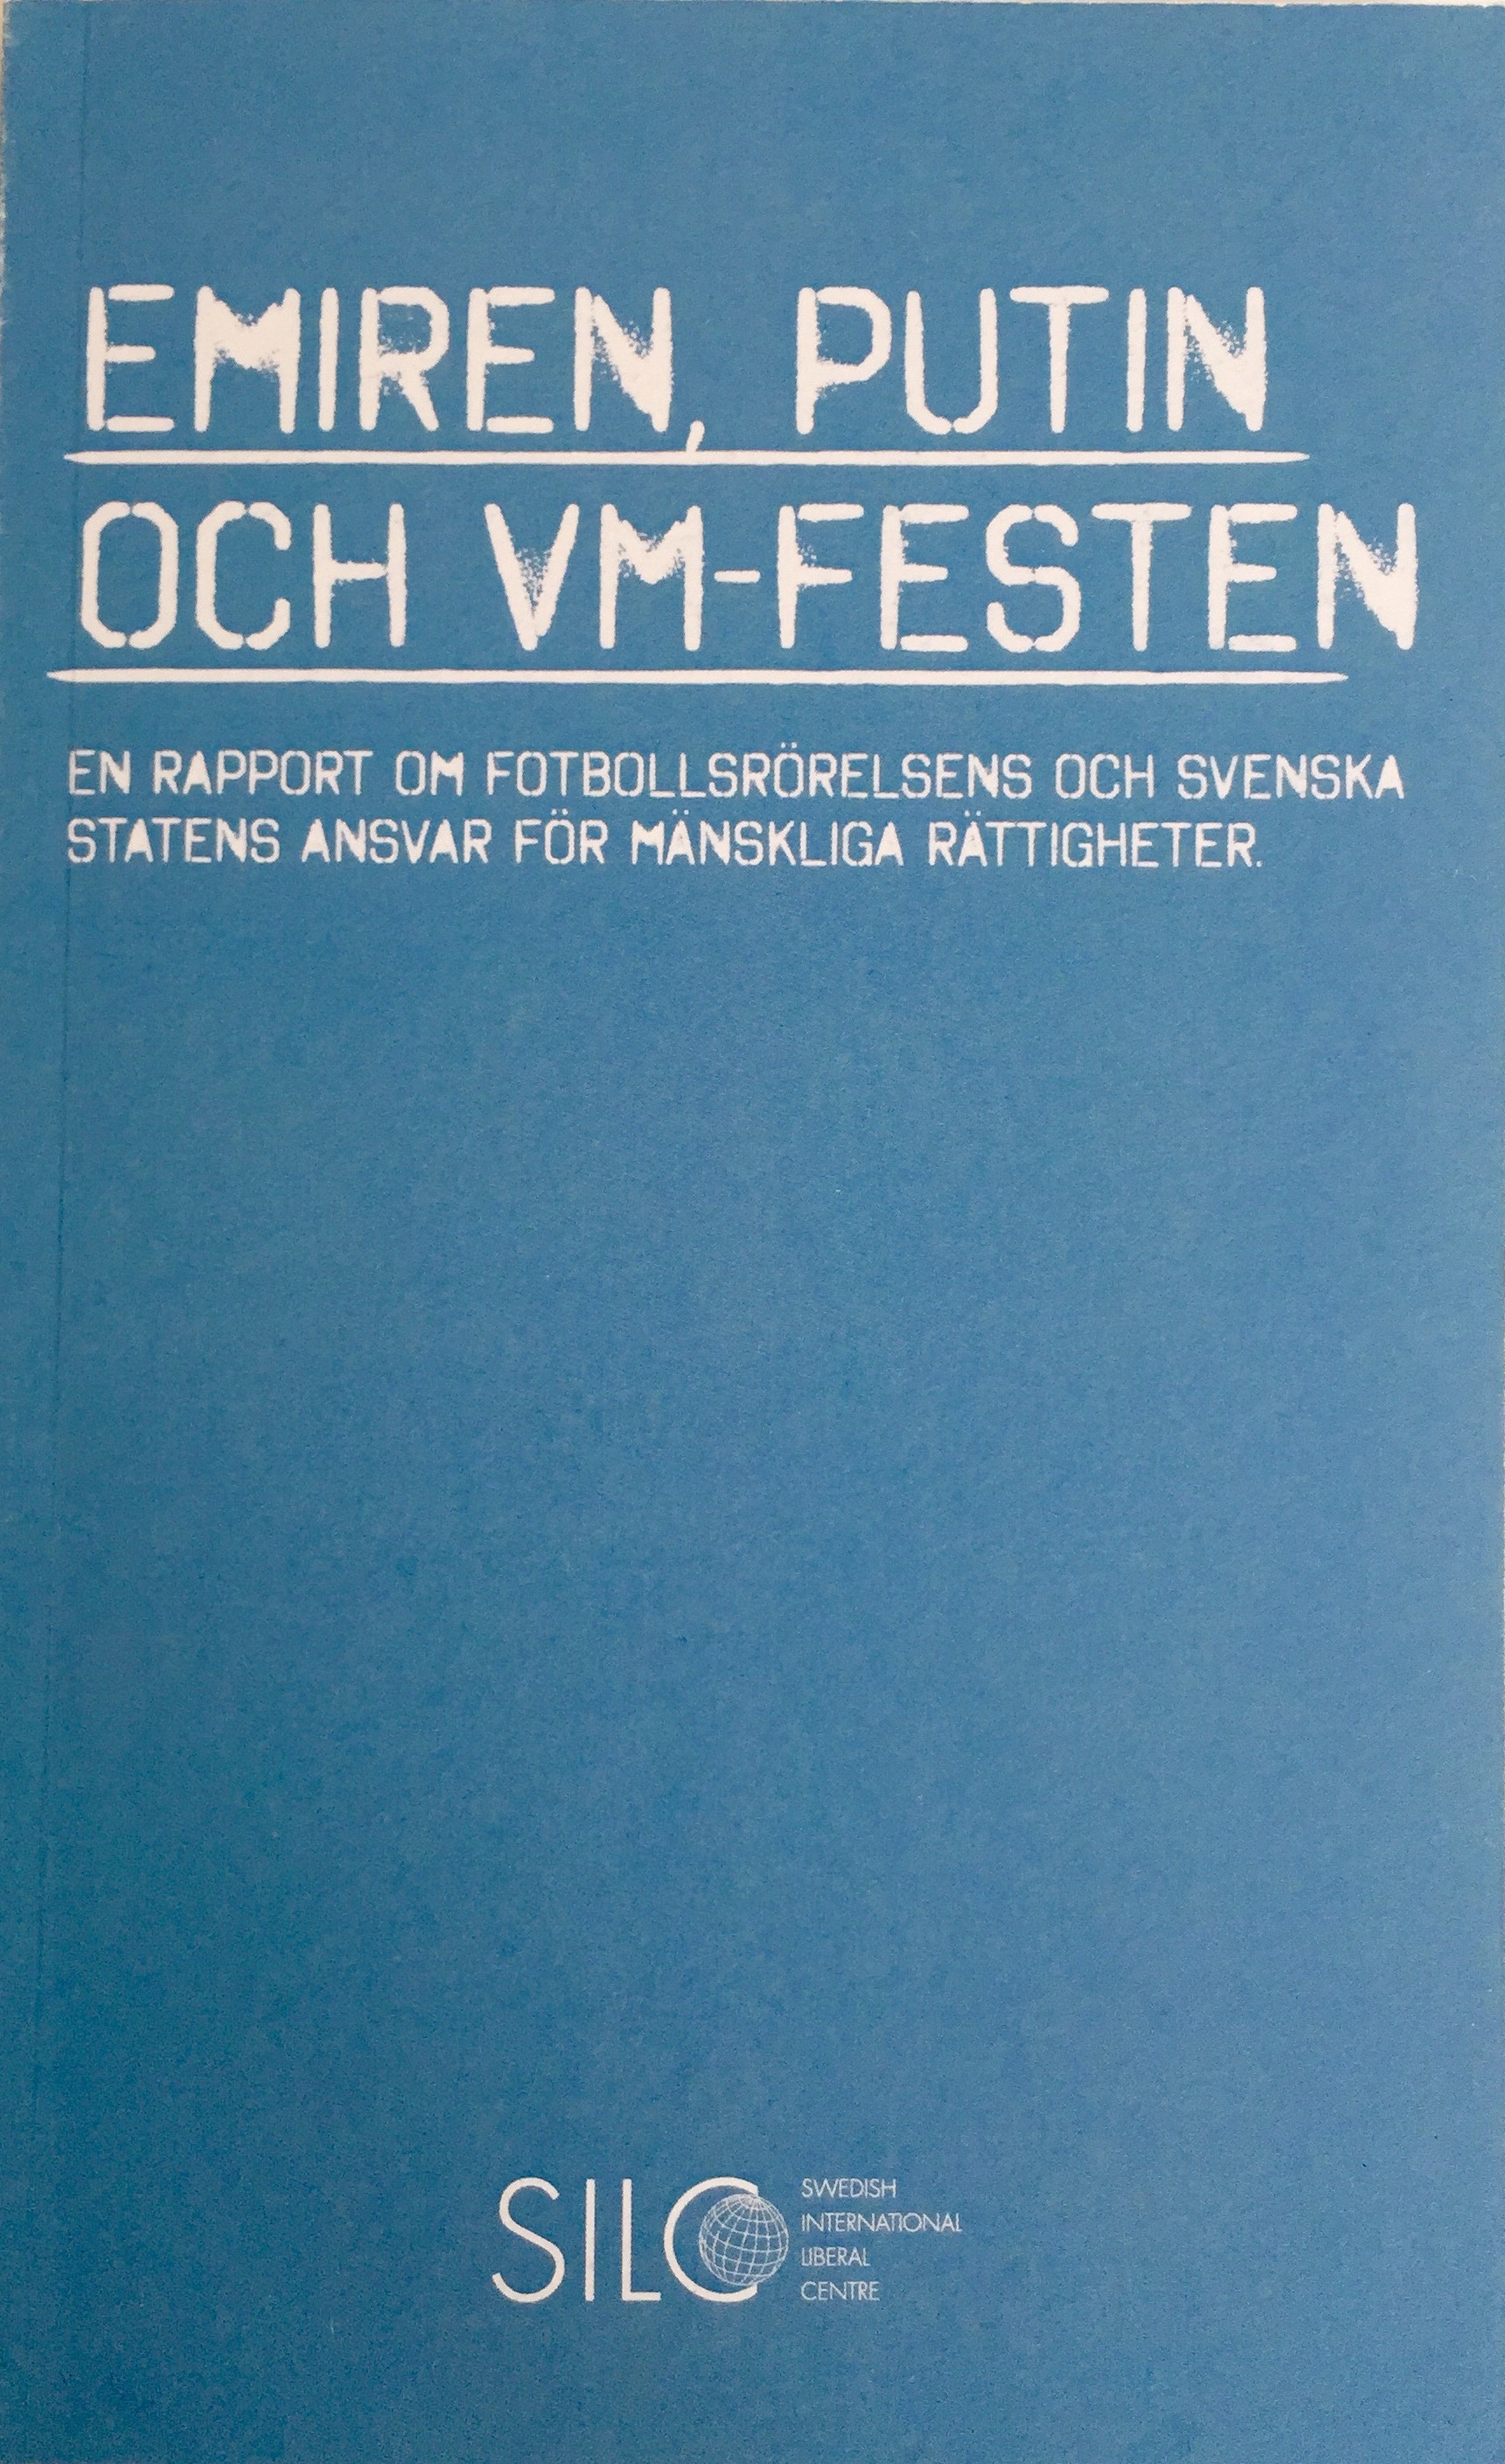 EMIREN, PUTIN
OCH VM-FESTEN
EN RAPPORT OM FOTBOLLSRÖRELSENS OCH SVENSKA
STATENS ANSVAR FÖR MÄNSKLIGA RÄTTIGHETER.
SILC
SWEDISH
INTERNATIONAL
LIBERAL
CENTRE